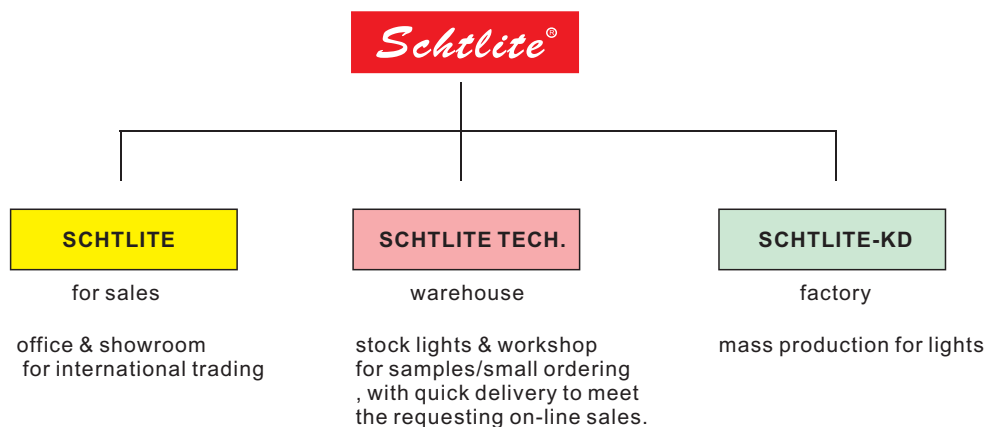 Schtlite®
SCHTLITE
for sales
office & showroom
for international trading
SCHTLITE TECH.
warehouse
stock lights & workshop
for samples/small ordering
, with quick delivery to meet
the requesting on-line sales.
SCHTLITE-KD
factory
mass production for lights